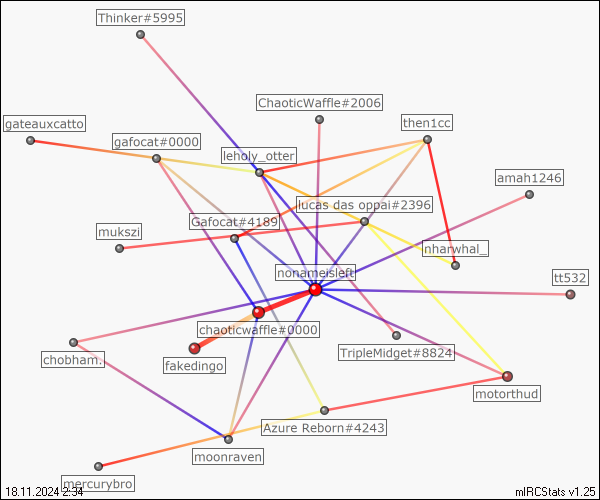 Thinker#5995
ChaoticWaffle#2006
gateauxcatto
then1cc
gafocat#0000
leholy_otter
amah1246
lucas das oppai#2396
Gafocat#4189
mukszi
nharwhal_
nonameisleft
tt532
chaoticwaffle#0000
TripleMidget#8824
chobham.
fakedingo
motorthud
Azure Reborn#4243
moonraven
mercurybro
18.11.2024 2:34
mIRCStats v1.25